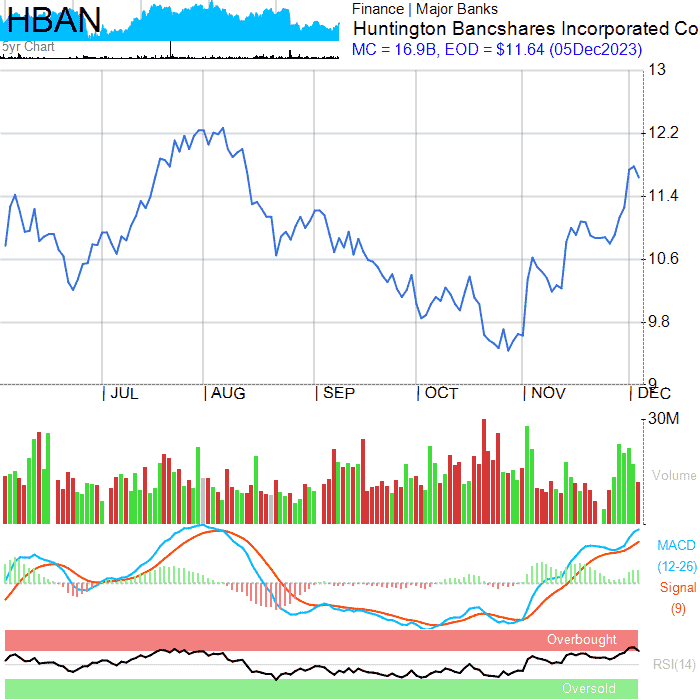 HBAN
5yr Chart
Finance | Major Banks
Huntington Bancshares Incorporated Co
MC = 16.9B, EOD = $11.64 (05Dec2023)
13
12.2
11.4
10.6
9.8
9
| JUL | AUG | SEP | OCT | NOV | DEC
30M
Volume
MACD
(12-26)
Signal
(9)
Overbought
RSI(14)
Oversold